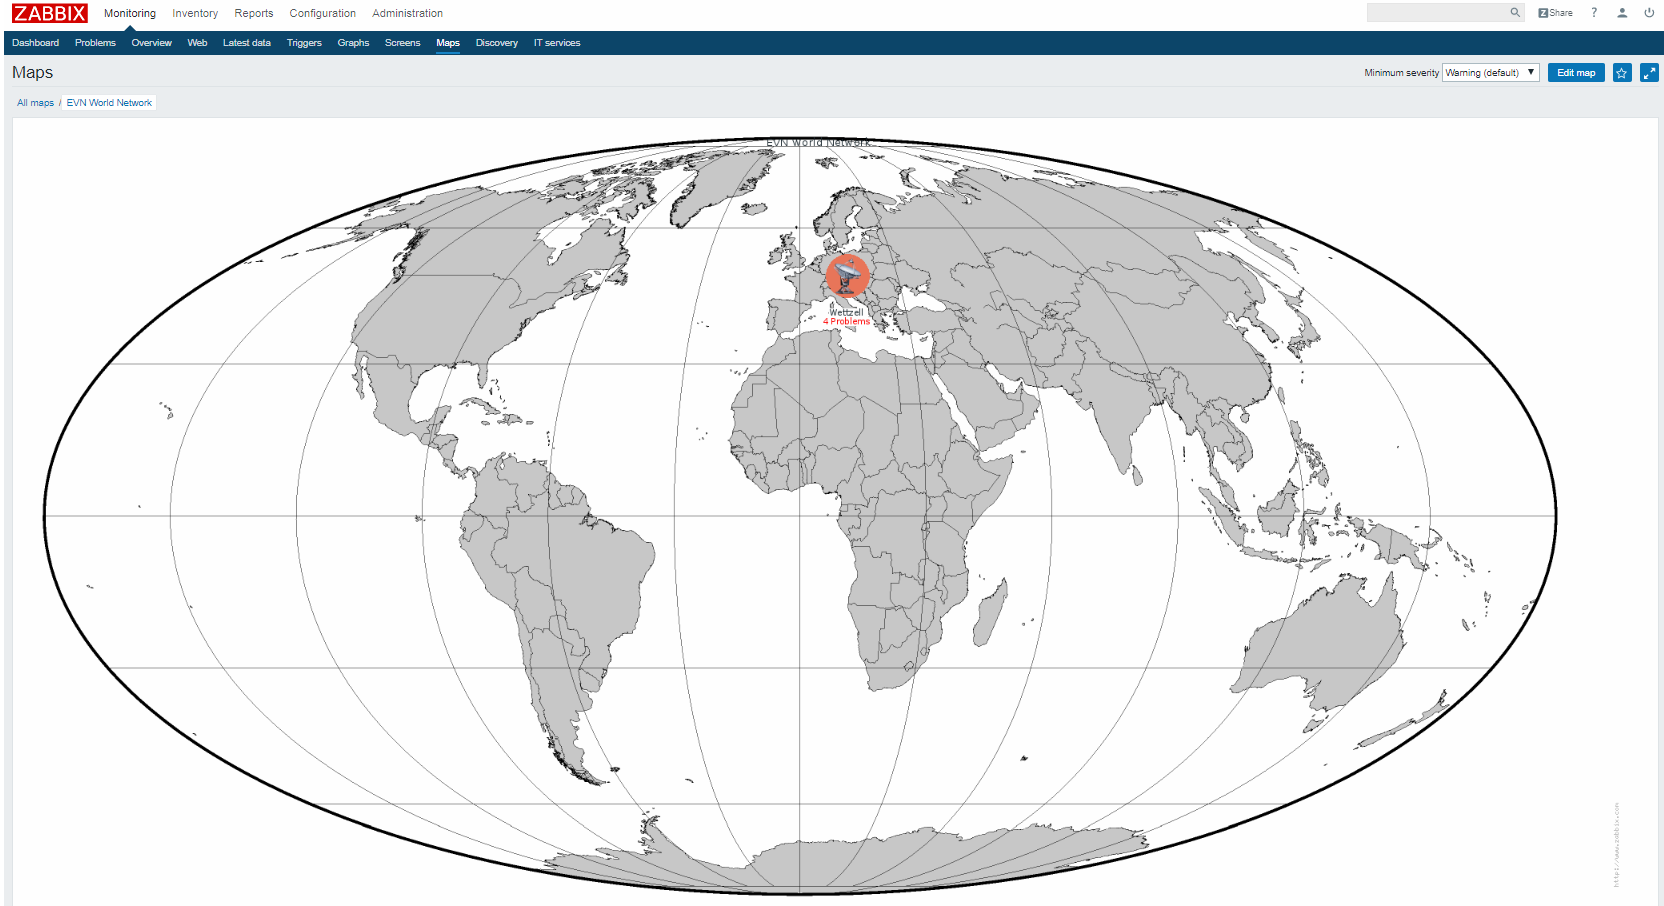 ZABBIX Monitoring Inventory Reports Configuration Administration Z Share ?
Dashboard Problems Overview Web Latest data Triggers Graphs Screens Maps Discovery IT services
Maps Minimum severity Warning (default) Edit map
All maps / EVN World Network
EVN World Network
Wettzell
4 Problems
http://www.zabbix.com